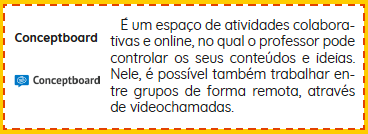 Conceptboard
Conceptboard
É um espaço de atividades colabora-
tivas e online, no qual o professor pode
controlar os seus conteúdos e ideias.
Nele, é possível também trabalhar en-
tre grupos de forma remota, através
de videochamadas.